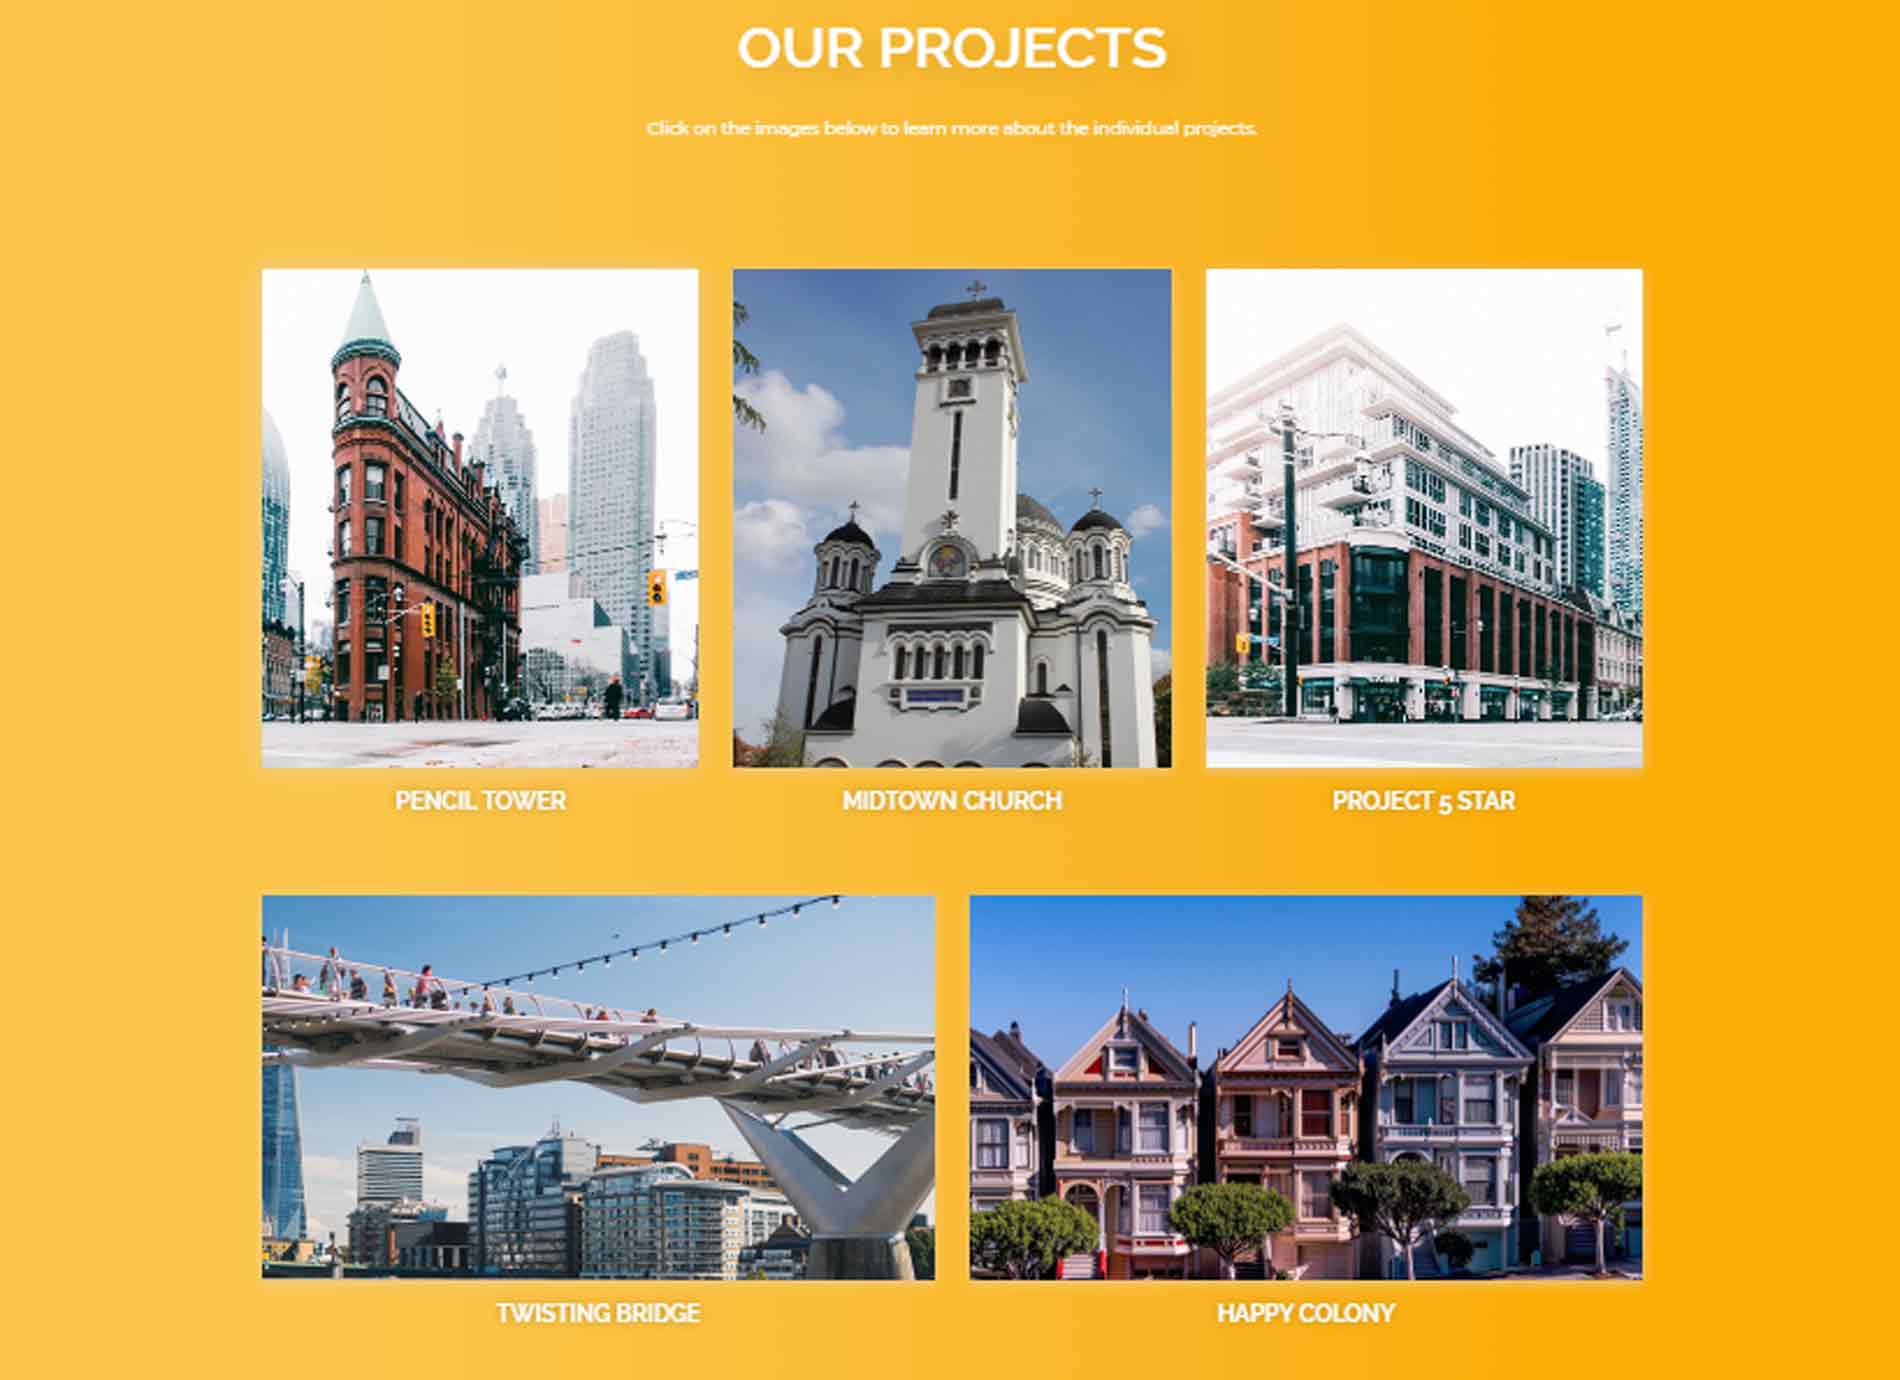 OUR PROJECTS
Click on the images below to learn more about the individual projects.
PENCIL TOWER
MIDTOWN CHURCH
PROJECT 5 STAR
TWISTING BRIDGE
HAPPY COLONY